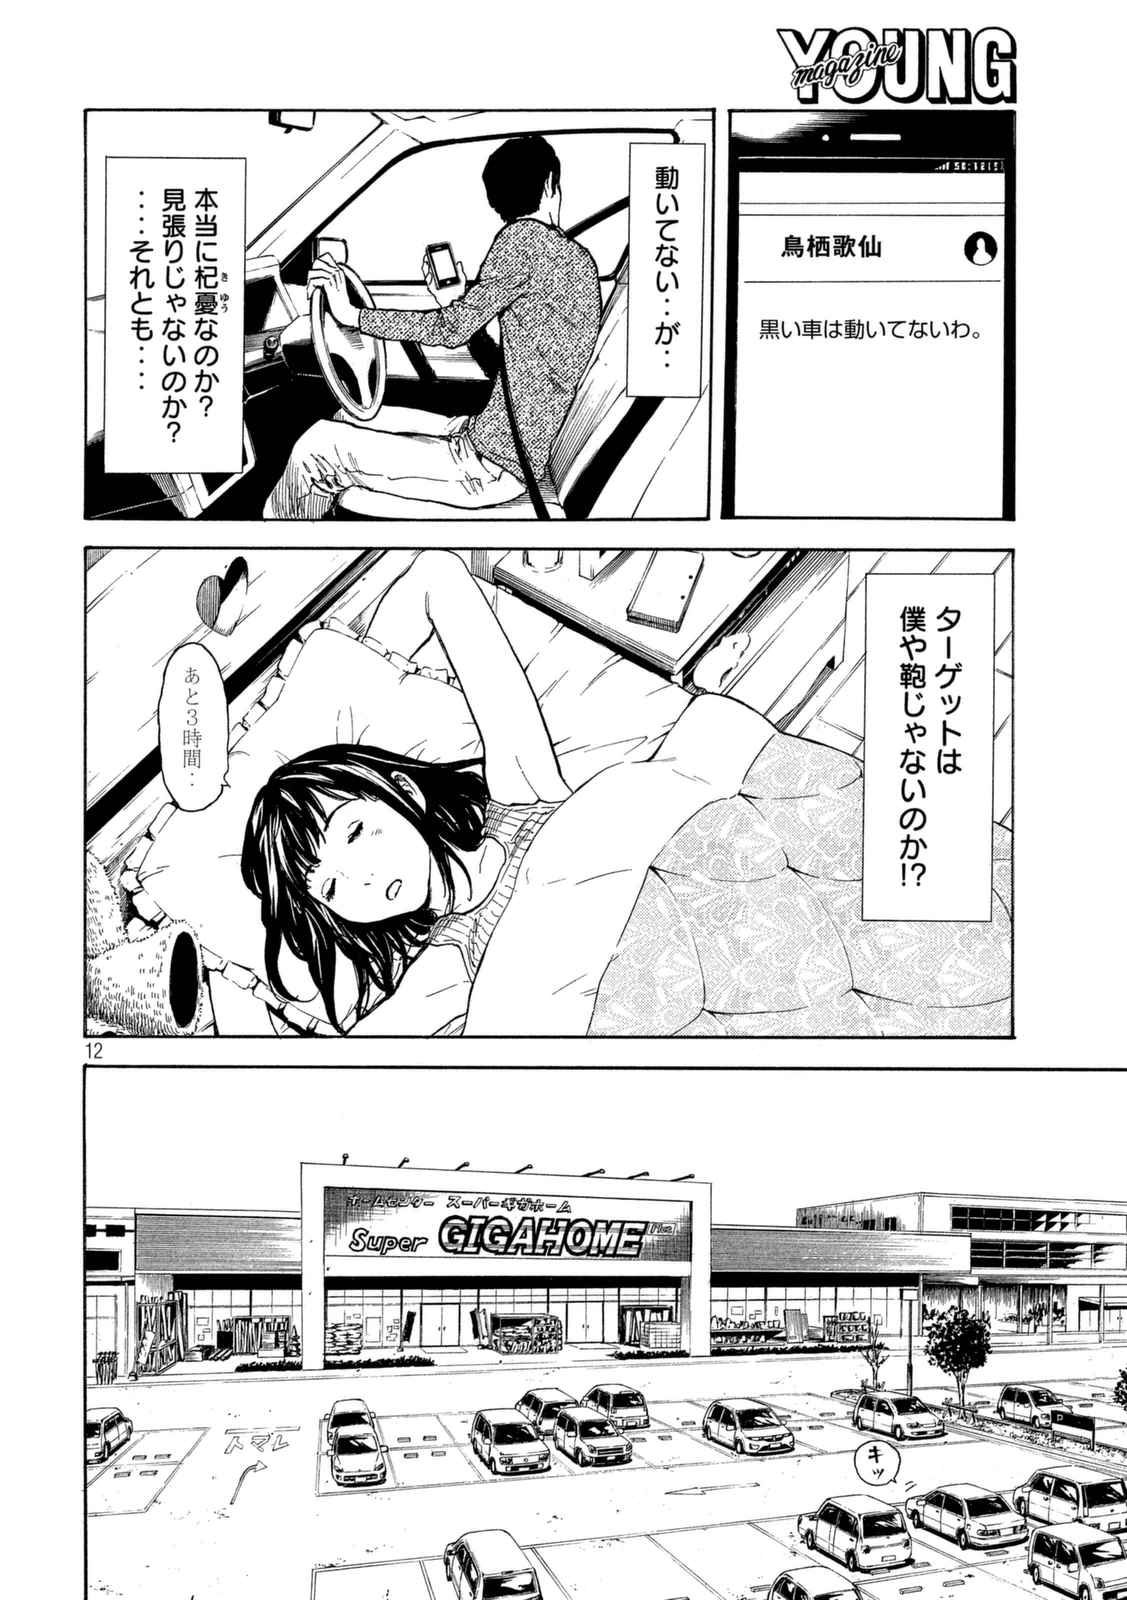 YOUNG
magazine
鳥栖歌仙
黒い車は動いてないわ。
動いてない‥が‥
本当に杞憂なのか？
きゆう
見張りじゃないのか？
‥‥それとも‥‥
ターゲットは
僕や鞄じゃないのか!?
あと3時間‥
12
ホームセンター スーパーギガホーム
Super GIGAHOME
トマレ
P
キッ